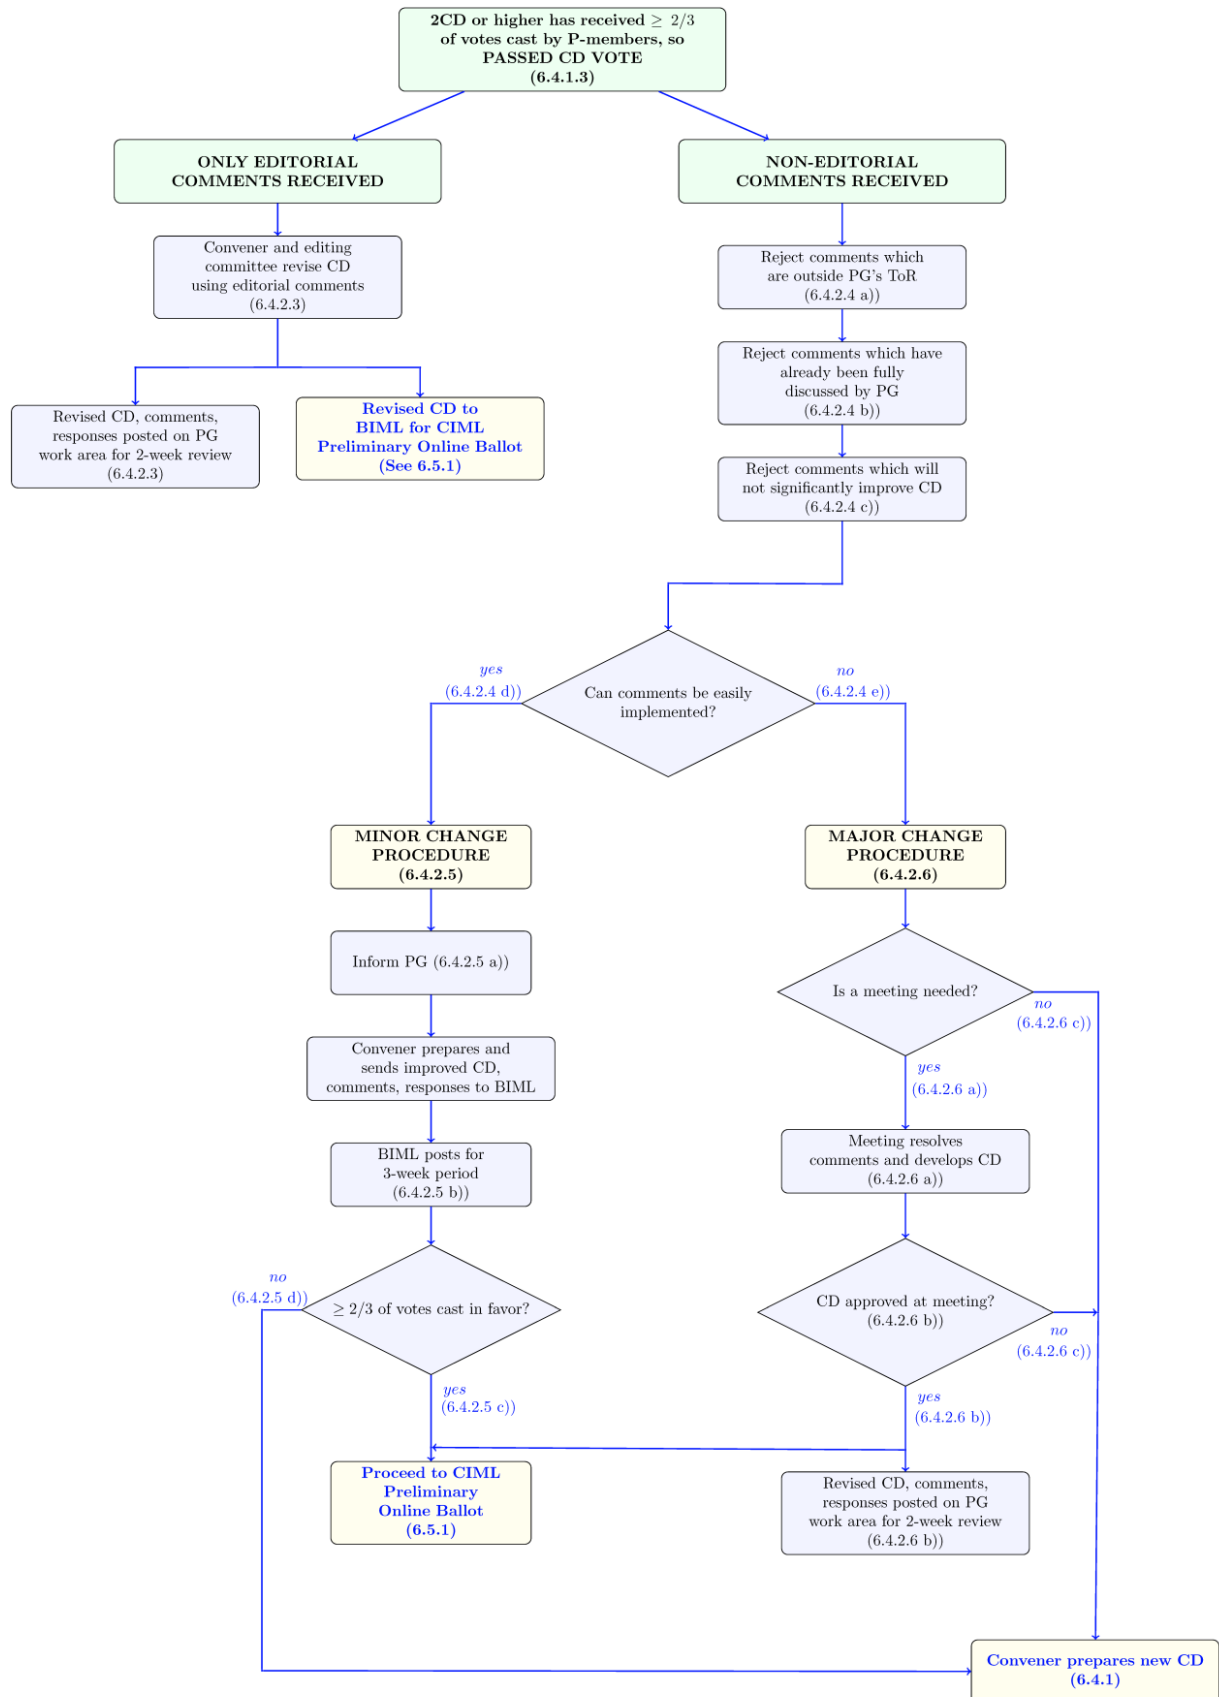 2CD or higher has received ≥ 2/3
of votes cast by P-members, so
PASSED CD VOTE
(6.4.1.3)
ONLY EDITORIAL
COMMENTS RECEIVED
NON-EDITORIAL
COMMENTS RECEIVED
Convener and editing
committee revise CD
using editorial comments
(6.4.2.3)
Reject comments which
are outside PG's ToR
(6.4.2.4 a))
Reject comments which have
already been fully
discussed by PG
(6.4.2.4 b))
Revised CD, comments,
responses posted on PG
work area for 2-week review
(6.4.2.3)
Revised CD to
BIML for CIML
Preliminary Online Ballot
(See 6.5.1)
Reject comments which will
not significantly improve CD
(6.4.2.4 c))
yes
(6.4.2.4 d))
Can comments be easily
implemented?
no
(6.4.2.4 e))
MINOR CHANGE
PROCEDURE
(6.4.2.5)
MAJOR CHANGE
PROCEDURE
(6.4.2.6)
Inform PG (6.4.2.5 a))
Is a meeting needed?
no
(6.4.2.6 c))
yes
(6.4.2.6 a))
Convener prepares and
sends improved CD,
comments, responses to BIML
BIML posts for
3-week period
(6.4.2.5 b))
Meeting resolves
comments and develops CD
(6.4.2.6 a))
no
(6.4.2.5 d))
≥ 2/3 of votes cast in favor?
CD approved at meeting?
(6.4.2.6 b))
no
(6.4.2.6 c))
yes
(6.4.2.5 c))
yes
(6.4.2.6 b))
Proceed to CIML
Preliminary
Online Ballot
(6.5.1)
Revised CD, comments,
responses posted on PG
work area for 2-week review
(6.4.2.6 b))
Convener prepares new CD
(6.4.1)